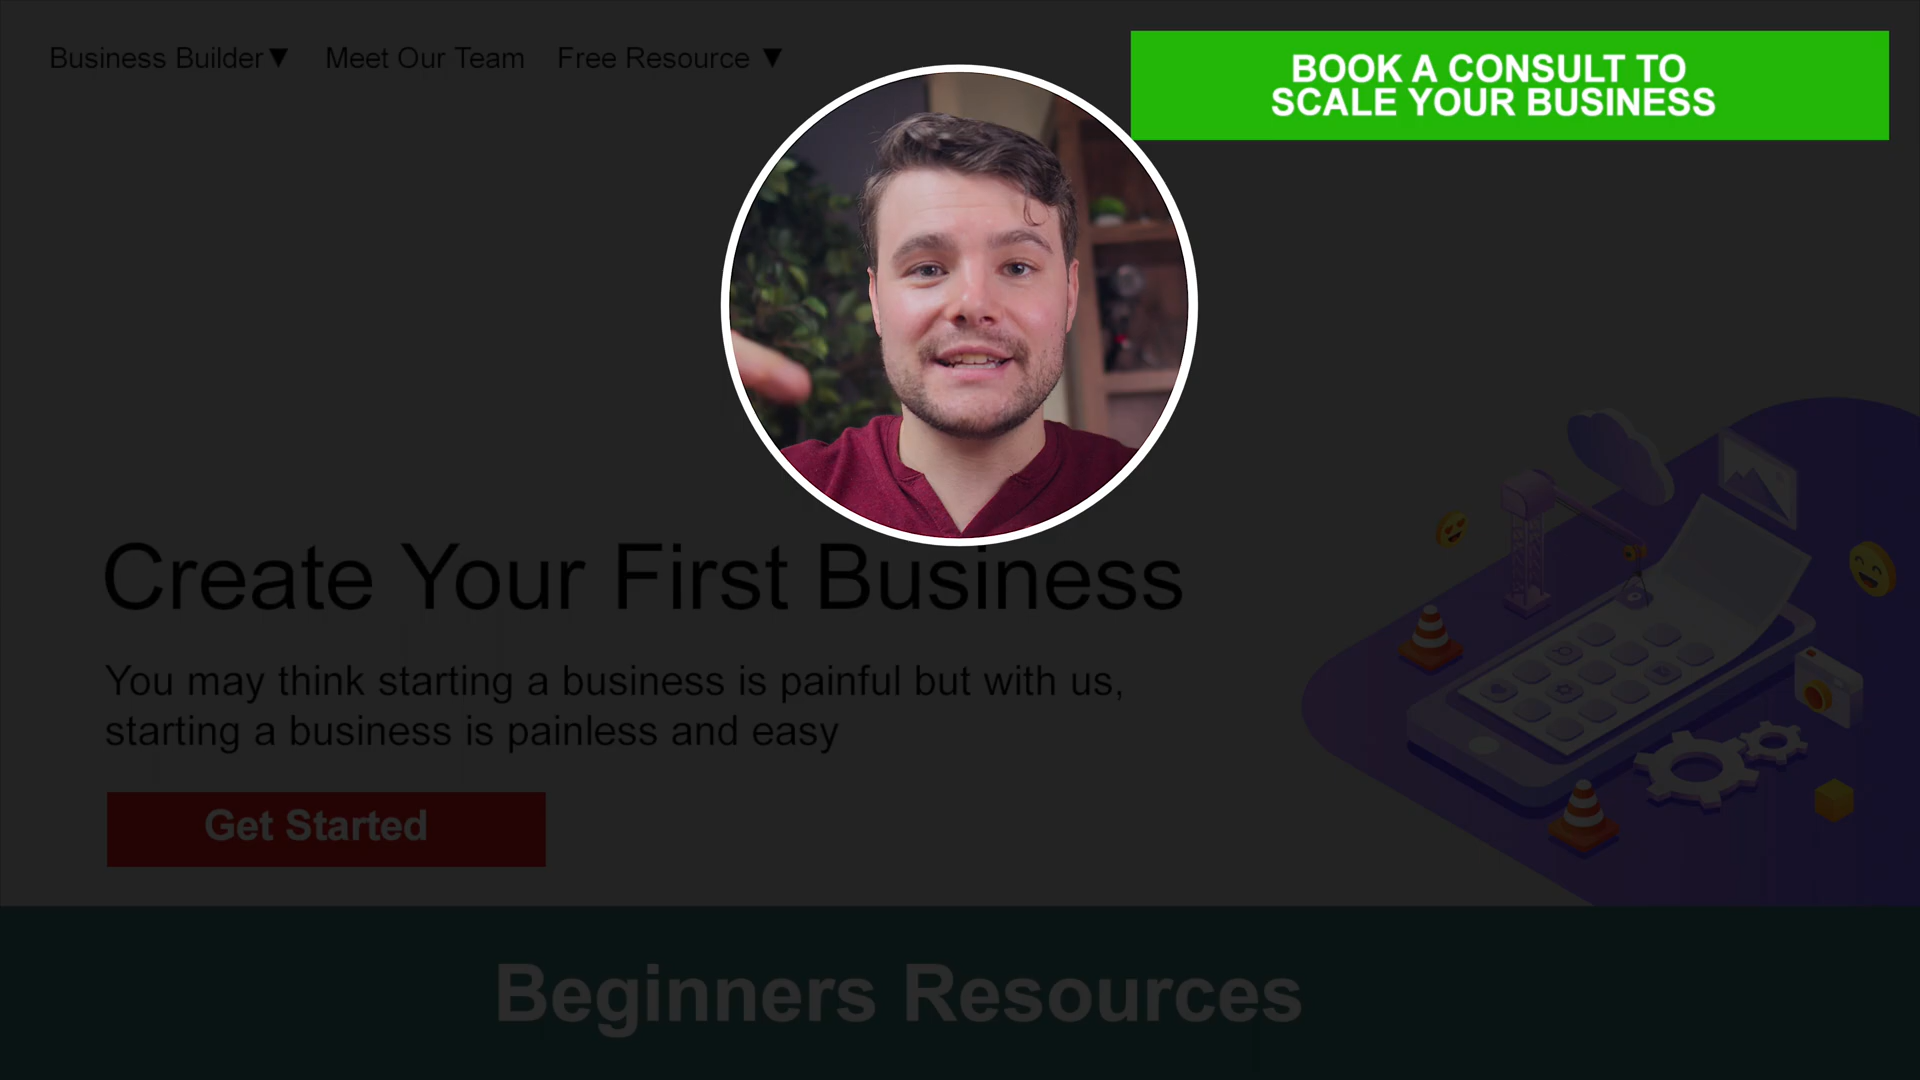 Business Builder▼ Meet Our Team Free Resource ▼
BOOK A CONSULT TO
SCALE YOUR BUSINESS
Create Your First Business
You may think starting a business is painful but with us,
starting a business is painless and easy
Get Started
Beginners Resources